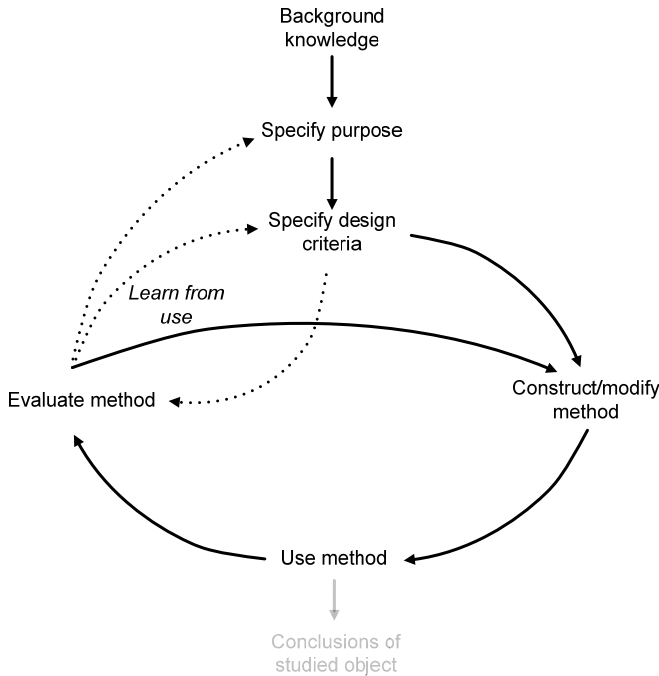 Background
knowledge
Specify purpose
Specify design
criteria
Learn from
use
Evaluate method
Construct/modify
method
Use method
Conclusions of
studied object